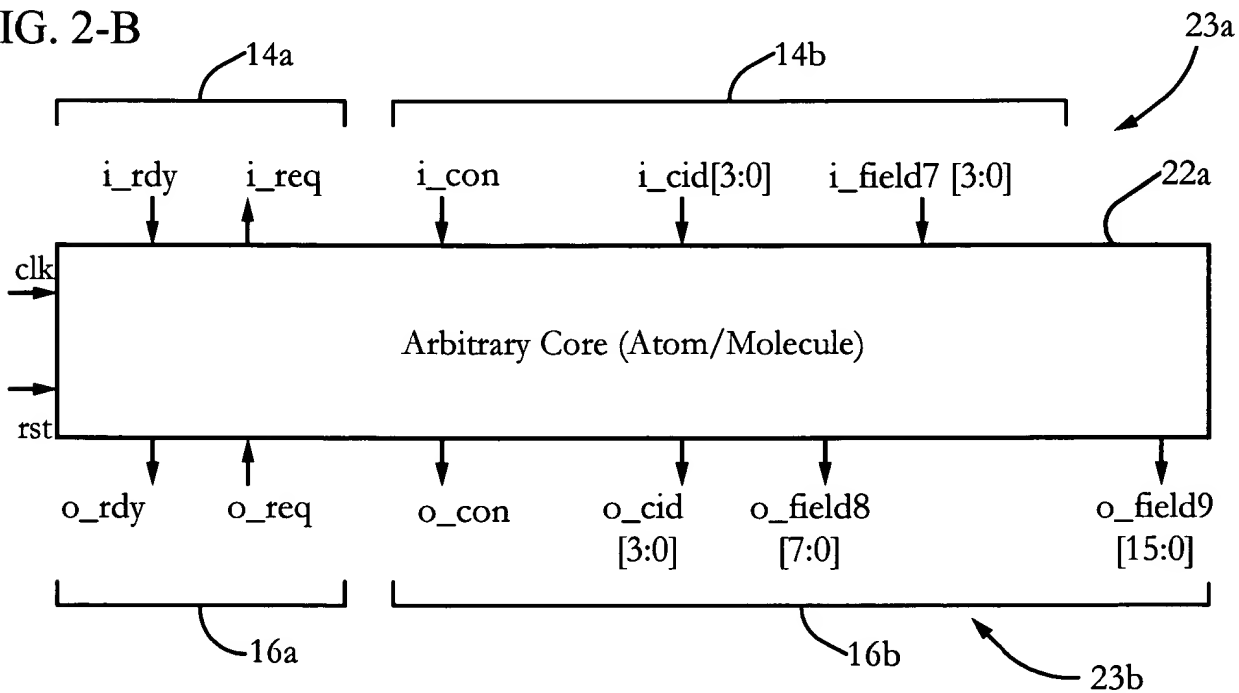 IG. 2-B
23a
14a
14b
i_rdy i_req i_con i_cid[3:0] i_field7 [3:0]
22a
clk
Arbitrary Core (Atom/Molecule)
rst
o_rdy o_req o_con o_cid o_field8 o_field9
[3:0] [7:0] [15:0]
16a
16b
23b